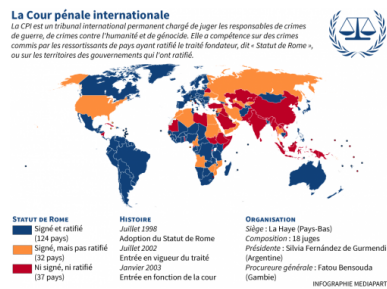 La Cour pénale internationale
La CPI est un tribunal international permanent chargé de juger les responsables de crimes
de guerre, de crimes contre l'humanité et de génocide. Elle a compétence sur des crimes
commis par les ressortissants de pays ayant ratifié le traité fondateur, dit « Statut de Rome »,
ou sur les territoires des gouvernements qui l'ont ratifié.
STATUT DE ROME
Signé et ratifié
(124 pays)
Signé, mais pas ratifié
(32 pays)
Ni signé, ni ratifié
(37 pays)
HISTOIRE
Juillet 1998
Adoption du Statut de Rome
Juillet 2002
Entrée en vigueur du traité
Janvier 2003
Entrée en fonction de la cour
ORGANISATION
Siège : La Haye (Pays-Bas)
Composition : 18 juges
Présidente : Silvia Fernández de Gurmendi
(Argentine)
Procureure générale : Fatou Bensouda
(Gambie)
INFOGRAPHIE MEDIAPART